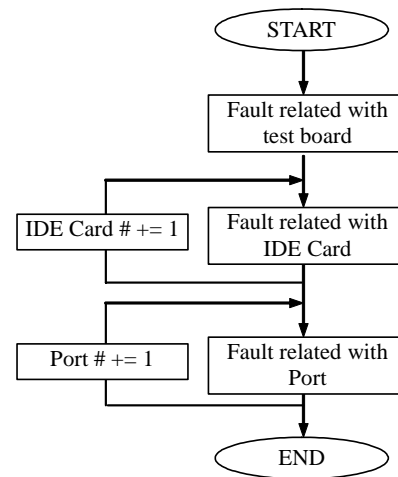 START
Fault related with
test board
IDE Card # += 1
Fault related with
IDE Card
Port # += 1
Fault related with
Port
END